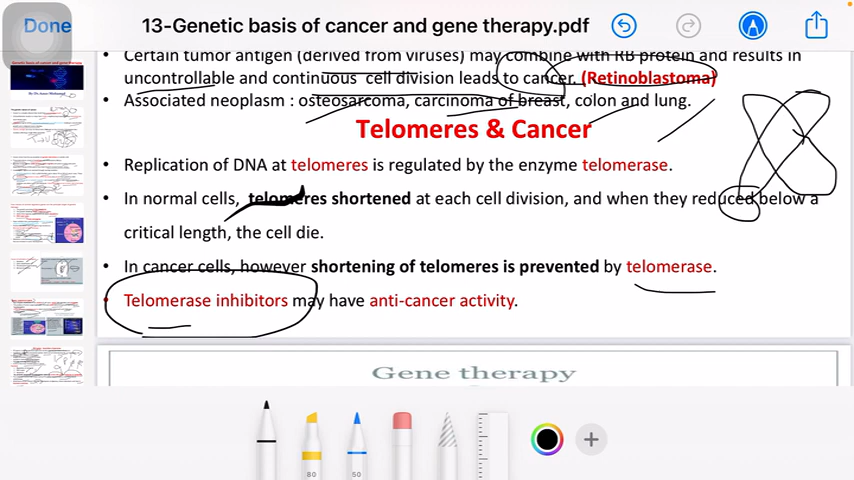 Done
13-Genetic basis of cancer and gene therapy.pdf
• Certain tumor antigen (derived from viruses) may combine with RB protein and results in
uncontrollable and continuous cell division leads to cancer. (Retinoblastoma)
• Associated neoplasm : osteosarcoma, carcinoma of breast, colon and lung.
Telomeres & Cancer
• Replication of DNA at telomeres is regulated by the enzyme telomerase.
• In normal cells, telomeres shortened at each cell division, and when they reduced below a
critical length, the cell die.
• In cancer cells, however shortening of telomeres is prevented by telomerase.
• Telomerase inhibitors may have anti-cancer activity.
Gene therapy
80
50